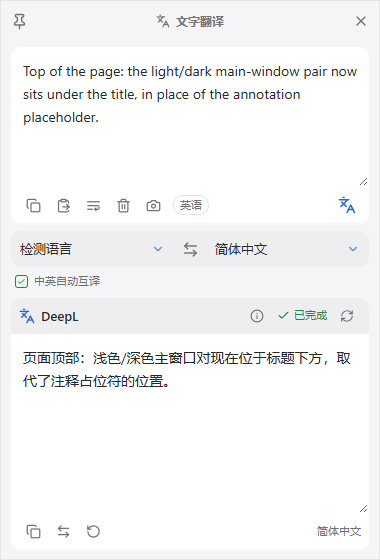 文字翻译
Top of the page: the light/dark main-window pair now
sits under the title, in place of the annotation
placeholder.
英语
检测语言
简体中文
中英自动互译
DeepL
已完成
页面顶部：浅色/深色主窗口对现在位于标题下方，取
代了注释占位符的位置。
简体中文